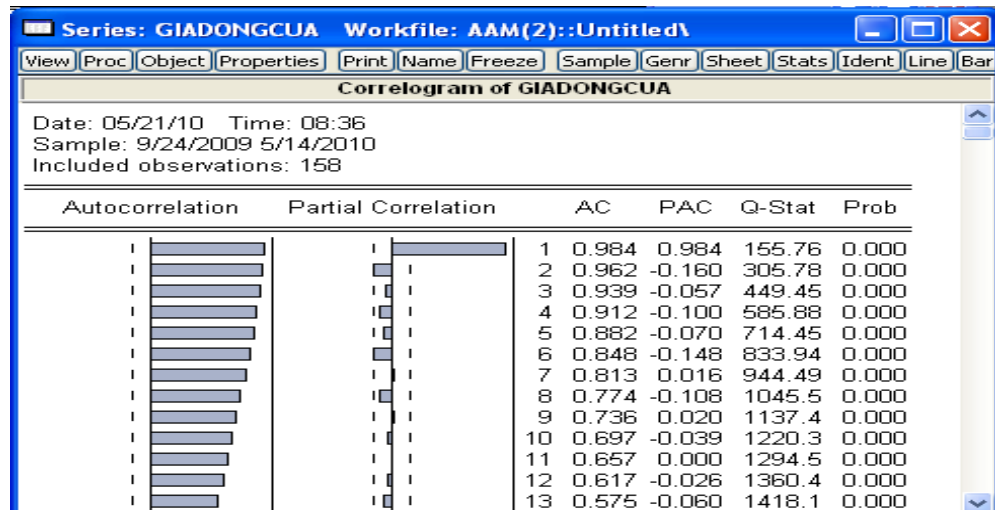 Series: GIADONGCUA Workfile: AAM(2)::Untitled\
View Proc Object Properties Print Name Freeze Sample Genr Sheet Stats Ident Line Bar
Correlogram of GIADONGCUA
Date: 05/21/10 Time: 08:36
Sample: 9/24/2009 5/14/2010
Included observations: 158
Autocorrelation Partial Correlation AC PAC Q-Stat Prob
1 0.984 0.984 155.76 0.000
2 0.962 -0.160 305.78 0.000
3 0.939 -0.057 449.45 0.000
4 0.912 -0.100 585.88 0.000
5 0.882 -0.070 714.45 0.000
6 0.848 -0.148 833.94 0.000
7 0.813 0.016 944.49 0.000
8 0.774 -0.108 1045.5 0.000
9 0.736 0.020 1137.4 0.000
10 0.697 -0.039 1220.3 0.000
11 0.657 0.000 1294.5 0.000
12 0.617 -0.026 1360.4 0.000
13 0.575 -0.060 1418.1 0.000